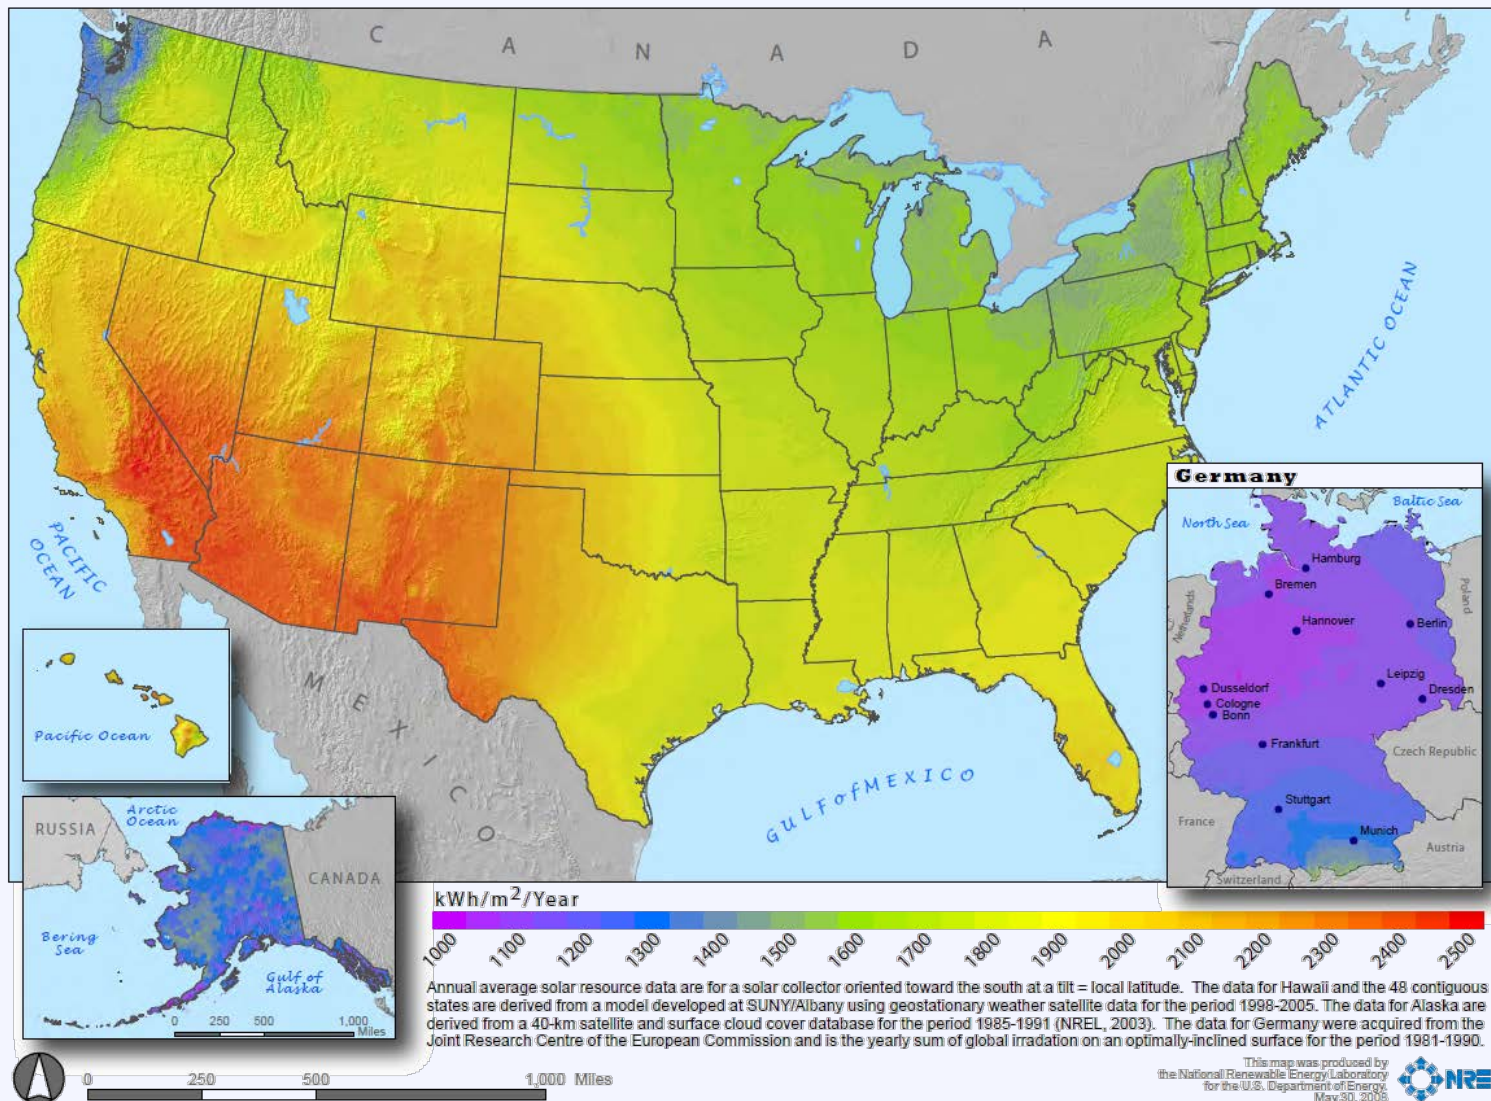 C A N A D A
ATLANTIC OCEAN
PACIFIC
OCEAN
MEXICO
GULF of MEXICO
Pacific Ocean
RUSSIA
Arctic
Ocean
CANADA
Bering
Sea
Gulf of
Alaska
0 250 500 1,000
Miles
Germany
North Sea
Baltic Sea
Hamburg
Bremen
Netherlands
Poland
Hannover
Berlin
Leipzig
Dusseldorf
Dresden
Cologne
Bonn
Frankfurt
Czech Republic
Stuttgart
France
Munich
Austria
Switzerland
kWh/m²/Year
1000 1100 1200 1300 1400 1500 1600 1700 1800 1900 2000 2100 2200 2300 2400 2500
Annual average solar resource data are for a solar collector oriented toward the south at a tilt = local latitude. The data for Hawaii and the 48 contiguous
states are derived from a model developed at SUNY/Albany using geostationary weather satellite data for the period 1998-2005. The data for Alaska are
derived from a 40-km satellite and surface cloud cover database for the period 1985-1991 (NREL, 2003). The data for Germany were acquired from the
Joint Research Centre of the European Commission and is the yearly sum of global irradation on an optimally-inclined surface for the period 1981-1990.
0 250 500 1,000 Miles
This map was produced by
the National Renewable Energy Laboratory
for the U.S. Department of Energy.
May 30, 2008
NRE